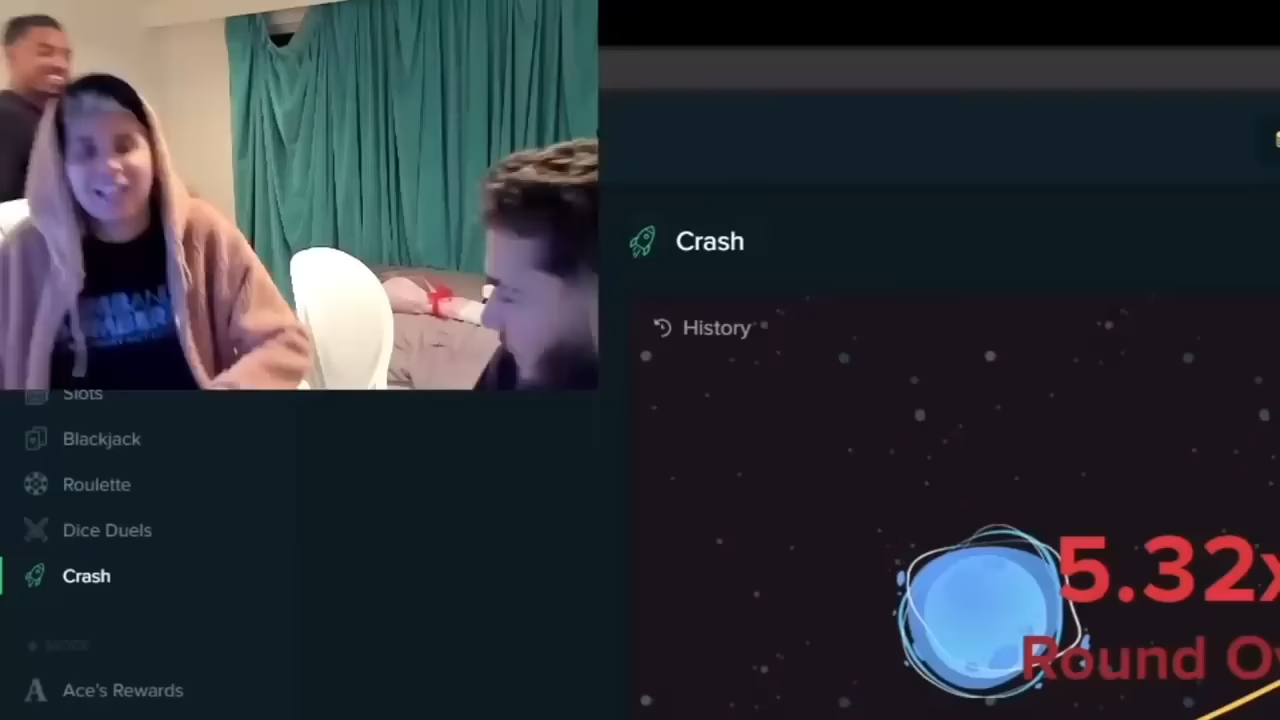 Crash
History
Slots
Blackjack
Roulette
Dice Duels
Crash
5.32x
Round Ov
Ace's Rewards